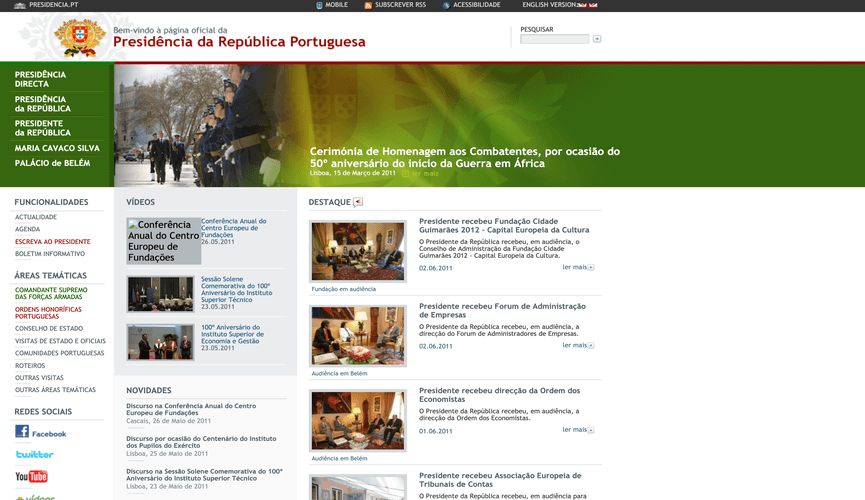 PRESIDENCIA.PT
MOBILE
SUBSCREVER RSS
ACESSIBILIDADE
ENGLISH VERSION
Bem-vindo à página oficial da
Presidência da República Portuguesa
PESQUISAR
PRESIDÊNCIA
DIRECTA
PRESIDÊNCIA
da REPÚBLICA
PRESIDENTE
da REPÚBLICA
MARIA CAVACO SILVA
PALÁCIO de BELÉM
Cerimónia de Homenagem aos Combatentes, por ocasião do
50º aniversário do início da Guerra em África
Lisboa, 15 de Março de 2011
ler mais
FUNCIONALIDADES
ACTUALIDADE
AGENDA
ESCREVA AO PRESIDENTE
BOLETIM INFORMATIVO
ÁREAS TEMÁTICAS
COMANDANTE SUPREMO
DAS FORÇAS ARMADAS
ORDENS HONORÍFICAS
PORTUGUESAS
CONSELHO DE ESTADO
VISITAS DE ESTADO E OFICIAIS
COMUNIDADES PORTUGUESAS
ROTEIROS
OUTRAS VISITAS
OUTRAS ÁREAS TEMÁTICAS
REDES SOCIAIS
Facebook
twitter
YouTube
vídeos
VÍDEOS
Conferência
Anual do Centro
Europeu de
Fundações
Conferência Anual do
Centro Europeu de
Fundações
26.05.2011
Sessão Solene
Comemorativa do 100º
Aniversário do Instituto
Superior Técnico
23.05.2011
100º Aniversário do
Instituto Superior de
Economia e Gestão
23.05.2011
NOVIDADES
Discurso na Conferência Anual do Centro
Europeu de Fundações
Cascais, 26 de Maio de 2011
Discurso por ocasião do Centenário do Instituto
dos Pupilos do Exército
Lisboa, 25 de Maio de 2011
Discurso na Sessão Solene Comemorativa do 100º
Aniversário do Instituto Superior Técnico
Lisboa, 23 de Maio de 2011
DESTAQUE
Fundação em audiência
Presidente recebeu Fundação Cidade
Guimarães 2012 - Capital Europeia da Cultura
O Presidente da República recebeu, em audiência, o
Conselho de Administração da Fundação Cidade
Guimarães 2012 - Capital Europeia da Cultura.
02.06.2011
ler mais
Audiência em Belém
Presidente recebeu Forum de Administração
de Empresas
O Presidente da República recebeu, em audiência, a
direcção do Forum de Administradores de Empresas.
02.06.2011
ler mais
Audiência em Belém
Presidente recebeu direcção da Ordem dos
Economistas
O Presidente da República recebeu, em audiência, a
direcção da Ordem dos Economistas.
01.06.2011
ler mais
Presidente recebeu Associação Europeia de
Tribunais de Contas
O Presidente da República recebeu, em audiência para